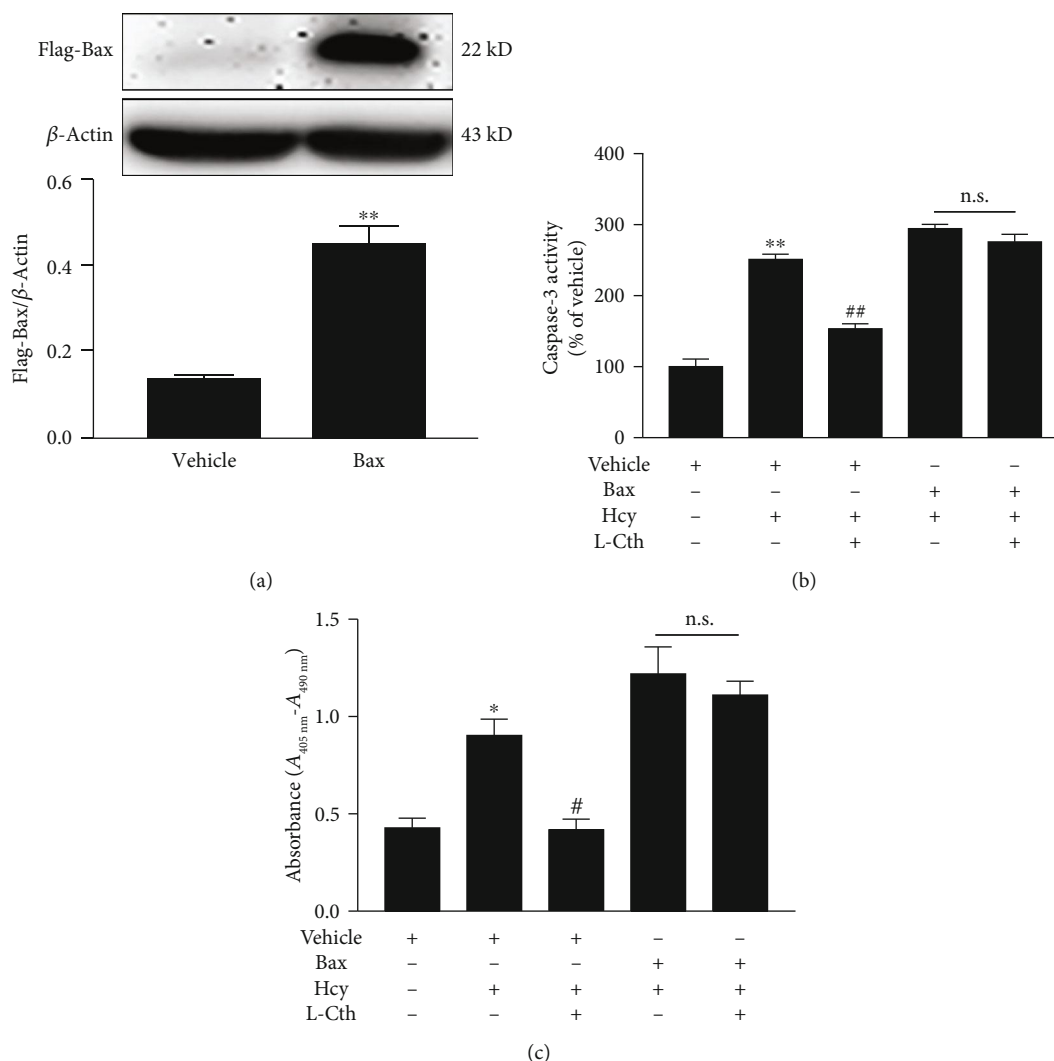 Flag-Bax 22 kD
β-Actin 43 kD
Flag-Bax/β-Actin
0.6
0.4
0.2
0.0
**
Vehicle Bax
(a)
Caspase-3 activity
(% of vehicle)
400
300
200
100
0
**
##
n.s.
Vehicle + + + – –
Bax – – – + +
Hcy – + + + +
L-Cth – – + – +
(b)
Absorbance (A405 nm-A490 nm)
1.5
1.0
0.5
0.0
*
#
n.s.
Vehicle + + + – –
Bax – – – + +
Hcy – + + + +
L-Cth – – + – +
(c)